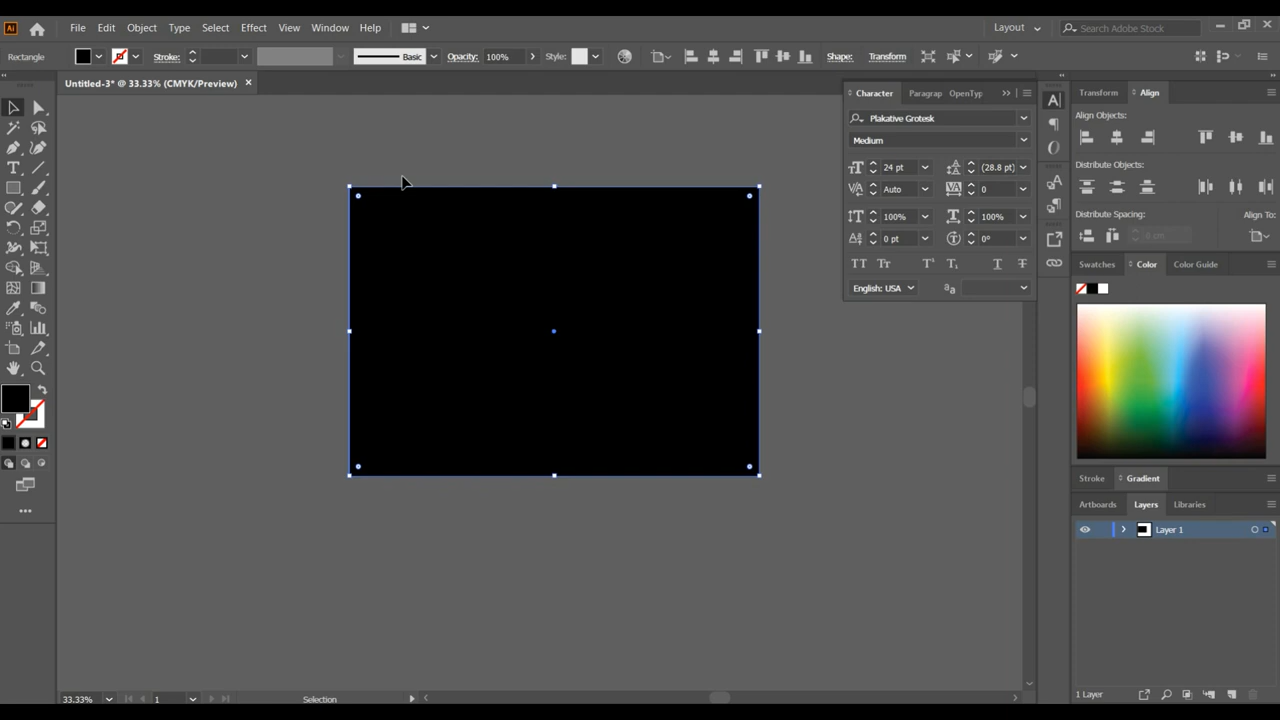 Ai File Edit Object Type Select Effect View Window Help Layout Search Adobe Stock
Rectangle Stroke: Basic Opacity: 100% Style: Shape: Transform
Untitled-3* @ 33.33% (CMYK/Preview)
Character Paragrap OpenTyp
Plakative Grotesk
Medium
24 pt (28.8 pt)
Auto 0
100% 100%
0 pt 0°
English: USA
Transform Align
Align Objects:
Distribute Objects:
Distribute Spacing: Align To:
0 cm
Swatches Color Color Guide
Stroke Gradient
Artboards Layers Libraries
Layer 1
1 Layer
33.33% 1 Selection